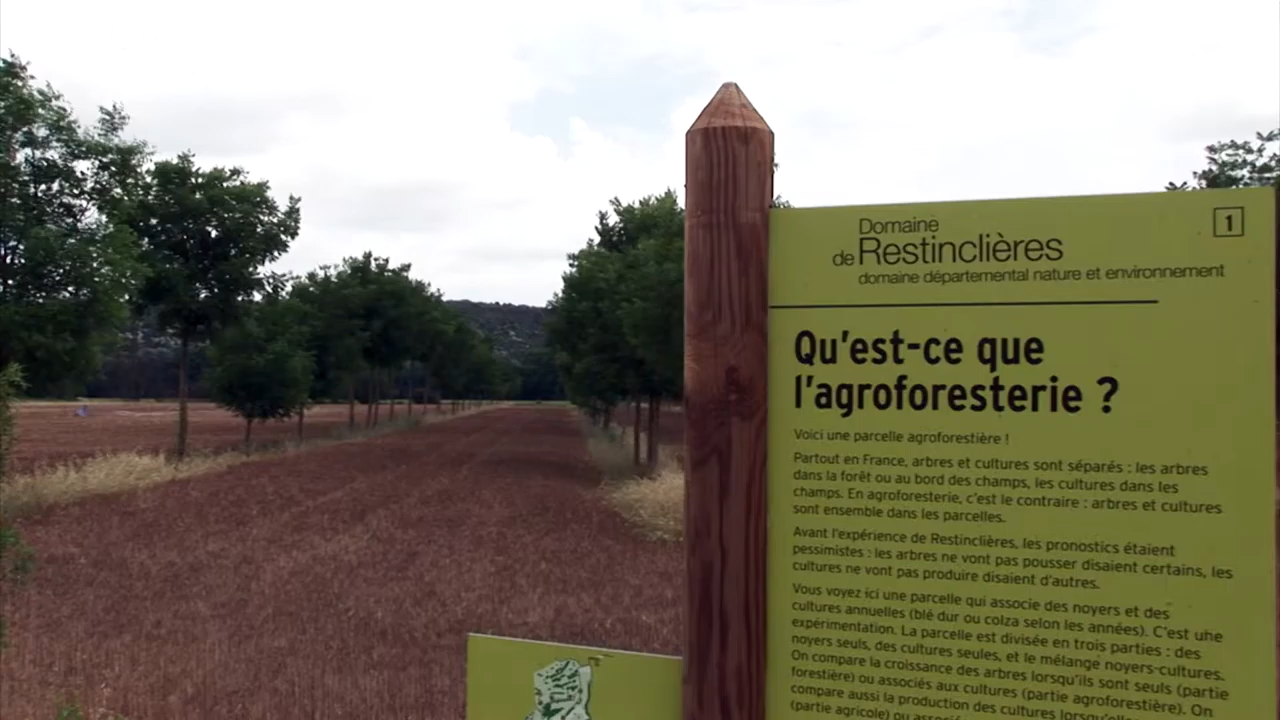 Domaine
de Restinclières
domaine départemental nature et environnement
1
Qu'est-ce que
l'agroforesterie ?
Voici une parcelle agroforestière !
Partout en France, arbres et cultures sont séparés : les arbres
dans la forêt ou au bord des champs, les cultures dans les
champs. En agroforesterie, c'est le contraire : arbres et cultures
sont ensemble dans les parcelles.
Avant l'expérience de Restinclières, les pronostics étaient
pessimistes : les arbres ne vont pas pousser disaient certains, les
cultures ne vont pas produire disaient d'autres.
Vous voyez ici une parcelle qui associe des noyers et des
cultures annuelles (blé dur ou colza selon les années). C'est une
expérimentation. La parcelle est divisée en trois parties : des
noyers seuls, des cultures seules, et le mélange noyers-cultures.
On compare la croissance des arbres lorsqu'ils sont seuls (partie
forestière) ou associés aux cultures (partie agroforestière). On
compare aussi la production des cultures
(partie agricole) ou